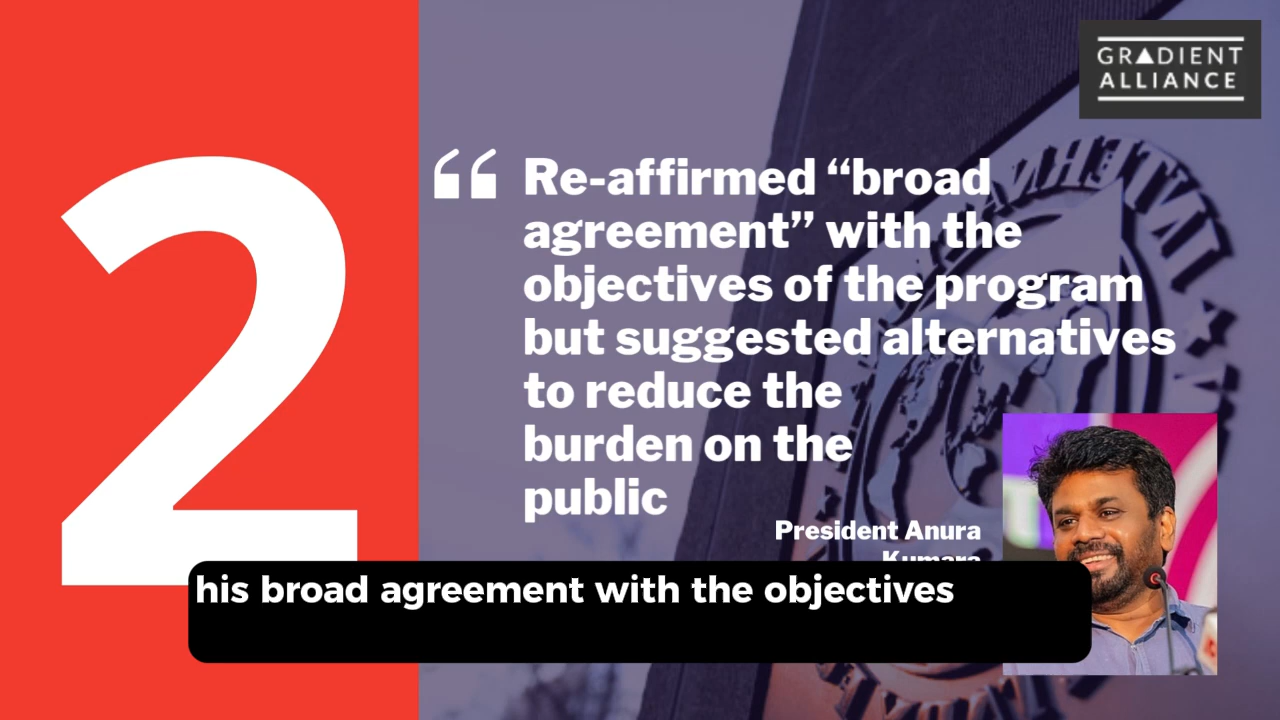 GRADIENT
ALLIANCE
2
“ Re-affirmed “broad
agreement” with the
objectives of the program
but suggested alternatives
to reduce the
burden on the
public
President Anura
Kumara
his broad agreement with the objectives